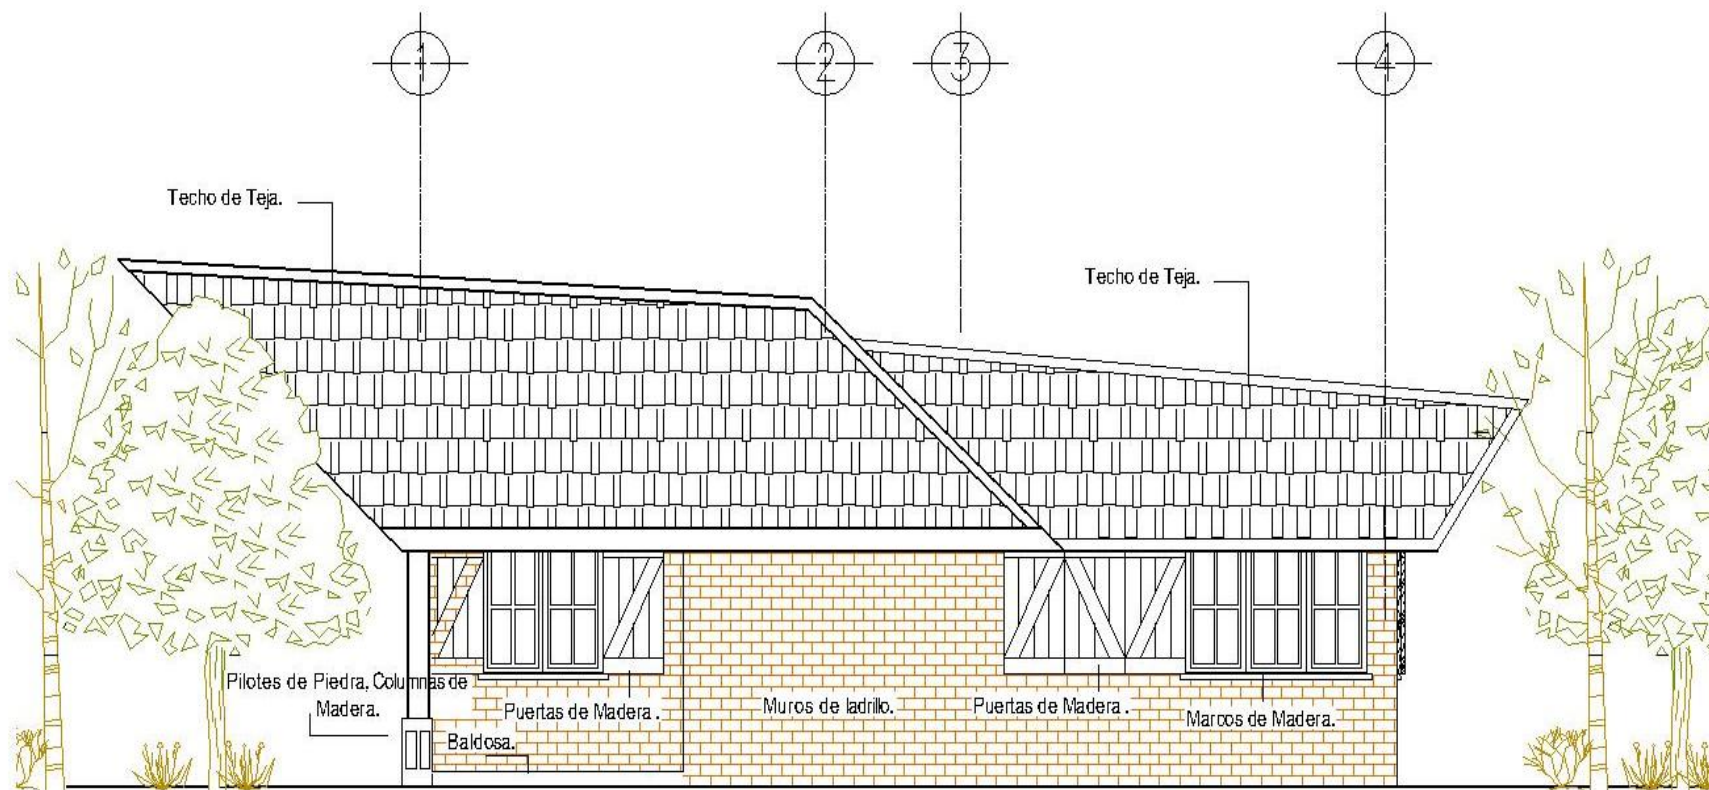 1
2
3
4
Techo de Teja.
Techo de Teja.
Pilotes de Piedra, Columnas de
Madera.
Puertas de Madera .
Muros de ladrillo.
Puertas de Madera .
Marcos de Madera.
Baldosa.